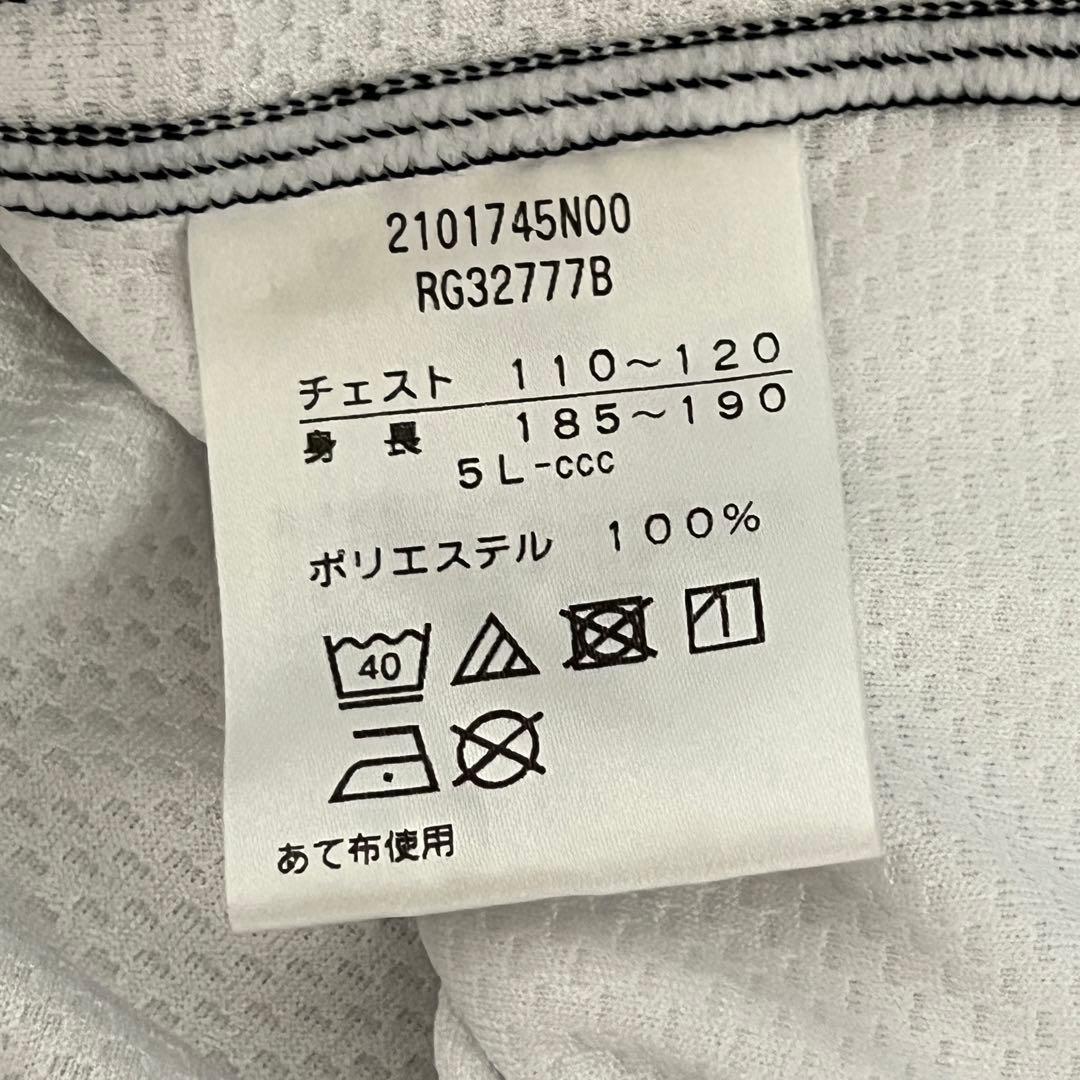 2101745N00
RG32777B
チェスト 110～120
身 長 185～190
5L-ccc
ポリエステル 100%
40
あて布使用